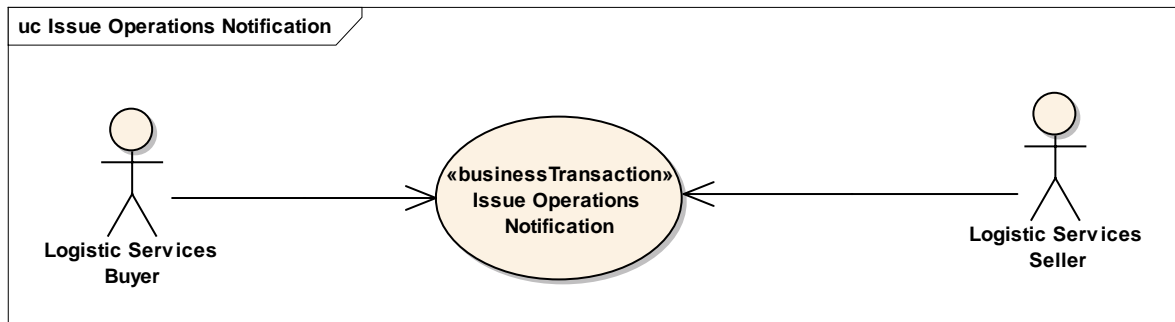 uc Issue Operations Notification
«businessTransaction»
Issue Operations
Notification
Logistic Services
Buyer
Logistic Services
Seller